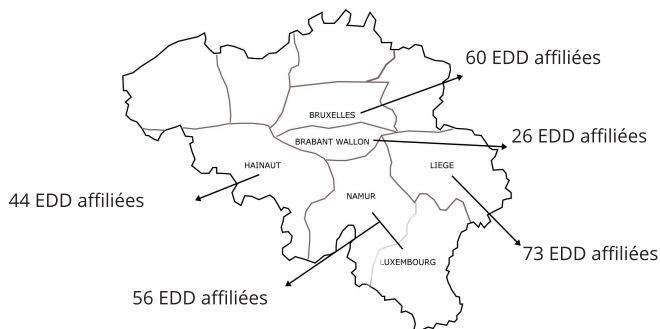 60 EDD affiliées
BRUXELLES
26 EDD affiliées
BRABANT WALLON
HAINAUT
LIEGE
44 EDD affiliées
NAMUR
73 EDD affiliées
LUXEMBOURG
56 EDD affiliées